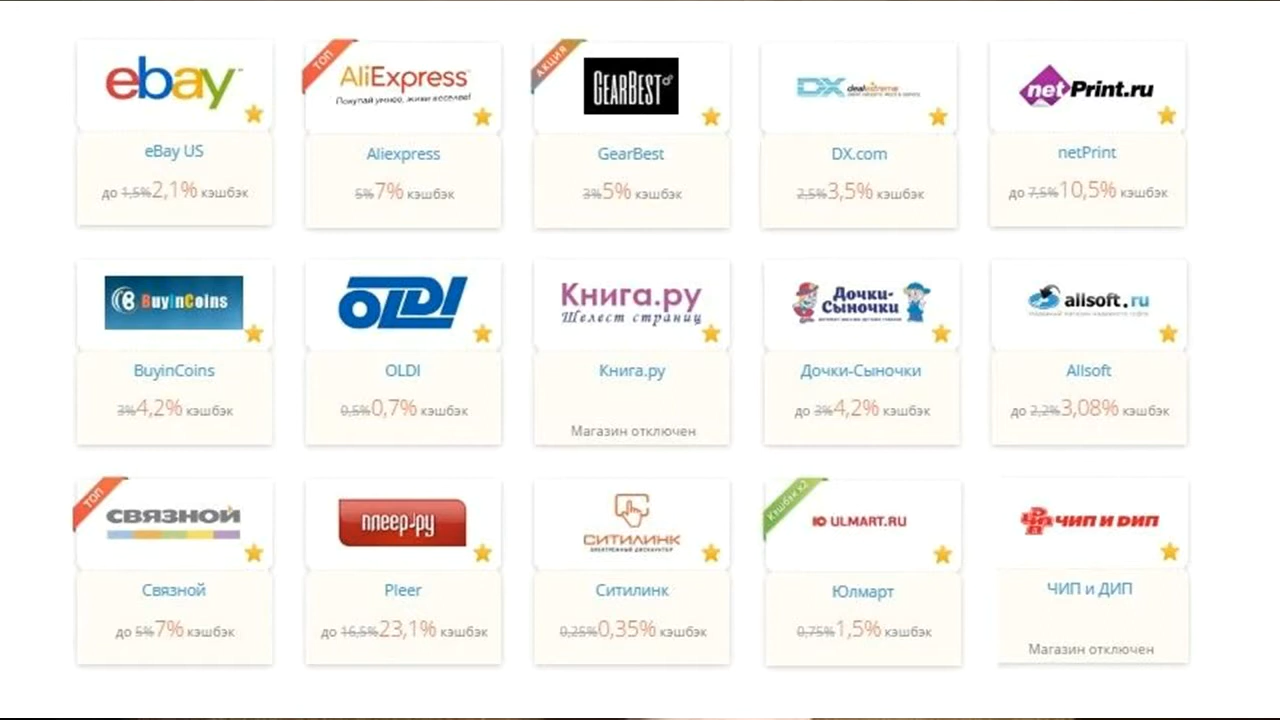 ebay
ТОП
AliExpress
Покупай умнее, живи веселее!
АКЦИЯ
GEARBEST
DX dealextreme
netPrint.ru
eBay US
Aliexpress
GearBest
DX.com
netPrint
до 1,5%2,1% кэшбэк
5%7% кэшбэк
3%5% кэшбэк
2,5%3,5% кэшбэк
до 7,5%10,5% кэшбэк
BuyinCoins
OLDI
Книга.ру
Шелест страниц
Дочки-
Сыночки
allsoft.ru
BuyinCoins
OLDI
Книга.ру
Дочки-Сыночки
Allsoft
3%4,2% кэшбэк
0,5%0,7% кэшбэк
Магазин отключен
до 3%4,2% кэшбэк
до 2,2%3,08% кэшбэк
ТОП
СВЯЗНОЙ
плеер.ру
СИТИЛИНК
ЭЛЕКТРОННЫЙ ДИСКАУНТЕР
Кэшбэк x2
ULMART.RU
ЧИП И DИП
Связной
Pleer
Ситилинк
Юлмарт
ЧИП и ДИП
до 5%7% кэшбэк
до 16,5%23,1% кэшбэк
0,25%0,35% кэшбэк
0,75%1,5% кэшбэк
Магазин отключен